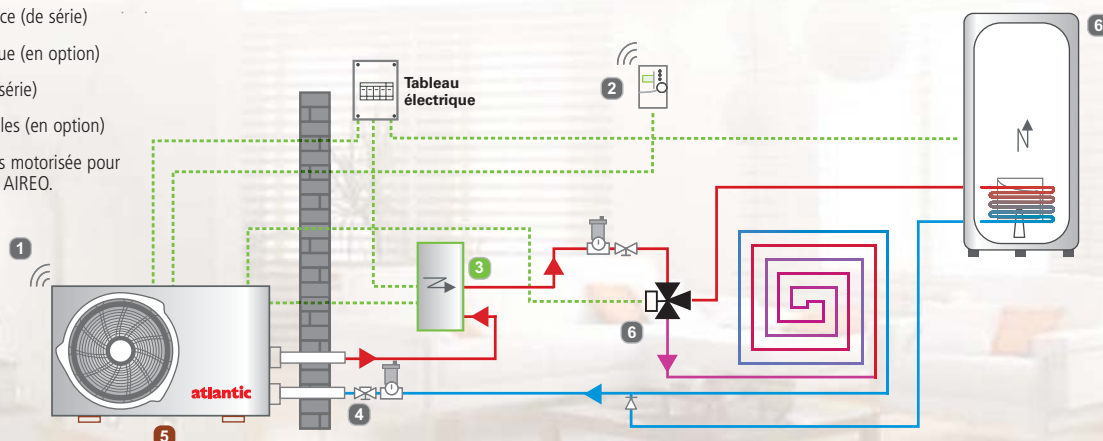 ce (de série)
ue (en option)
série)
les (en option)
s motorisée pour
AIREO.
Tableau
électrique
1
2
3
4
5
6
6
atlantic